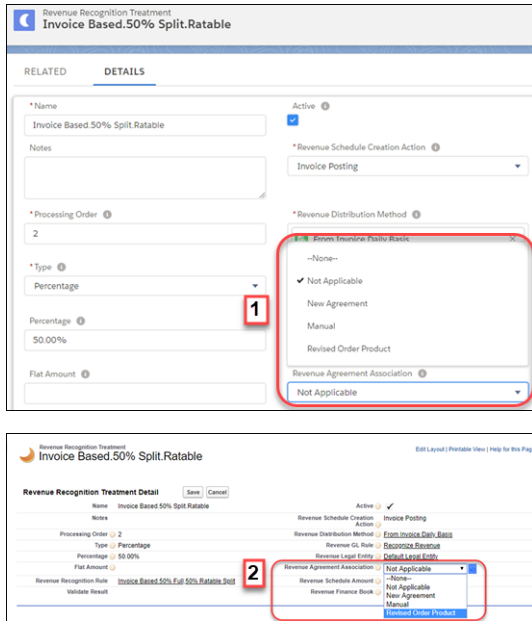 Revenue Recognition Treatment
Invoice Based.50% Split.Ratable
RELATED DETAILS
*Name
Invoice Based.50% Split.Ratable
Active
Notes
*Revenue Schedule Creation Action
Invoice Posting
*Processing Order
2
*Revenue Distribution Method
From Invoice Daily Basis
*Type
Percentage
--None--
Not Applicable
New Agreement
Manual
Revised Order Product
1
Percentage
50.00%
Flat Amount
Revenue Agreement Association
Not Applicable
Revenue Recognition Treatment
Invoice Based.50% Split.Ratable
Edit Layout | Printable View | Help for this Pag
Revenue Recognition Treatment Detail Save Cancel
Name Invoice Based.50% Split.Ratable Active
Notes Revenue Schedule Creation Action Invoice Posting
Processing Order 2 Revenue Distribution Method From Invoice Daily Basis
Type Percentage Revenue GL Rule Recognize Revenue
Percentage 50.00% Revenue Legal Entity Default Legal Entity
Flat Amount Revenue Agreement Association Not Applicable
Revenue Recognition Rule Invoice Based.50% Full.50% Ratable Split Revenue Schedule Amount
Validate Result Revenue Finance Book
2
--None--
Not Applicable
New Agreement
Manual
Revised Order Product